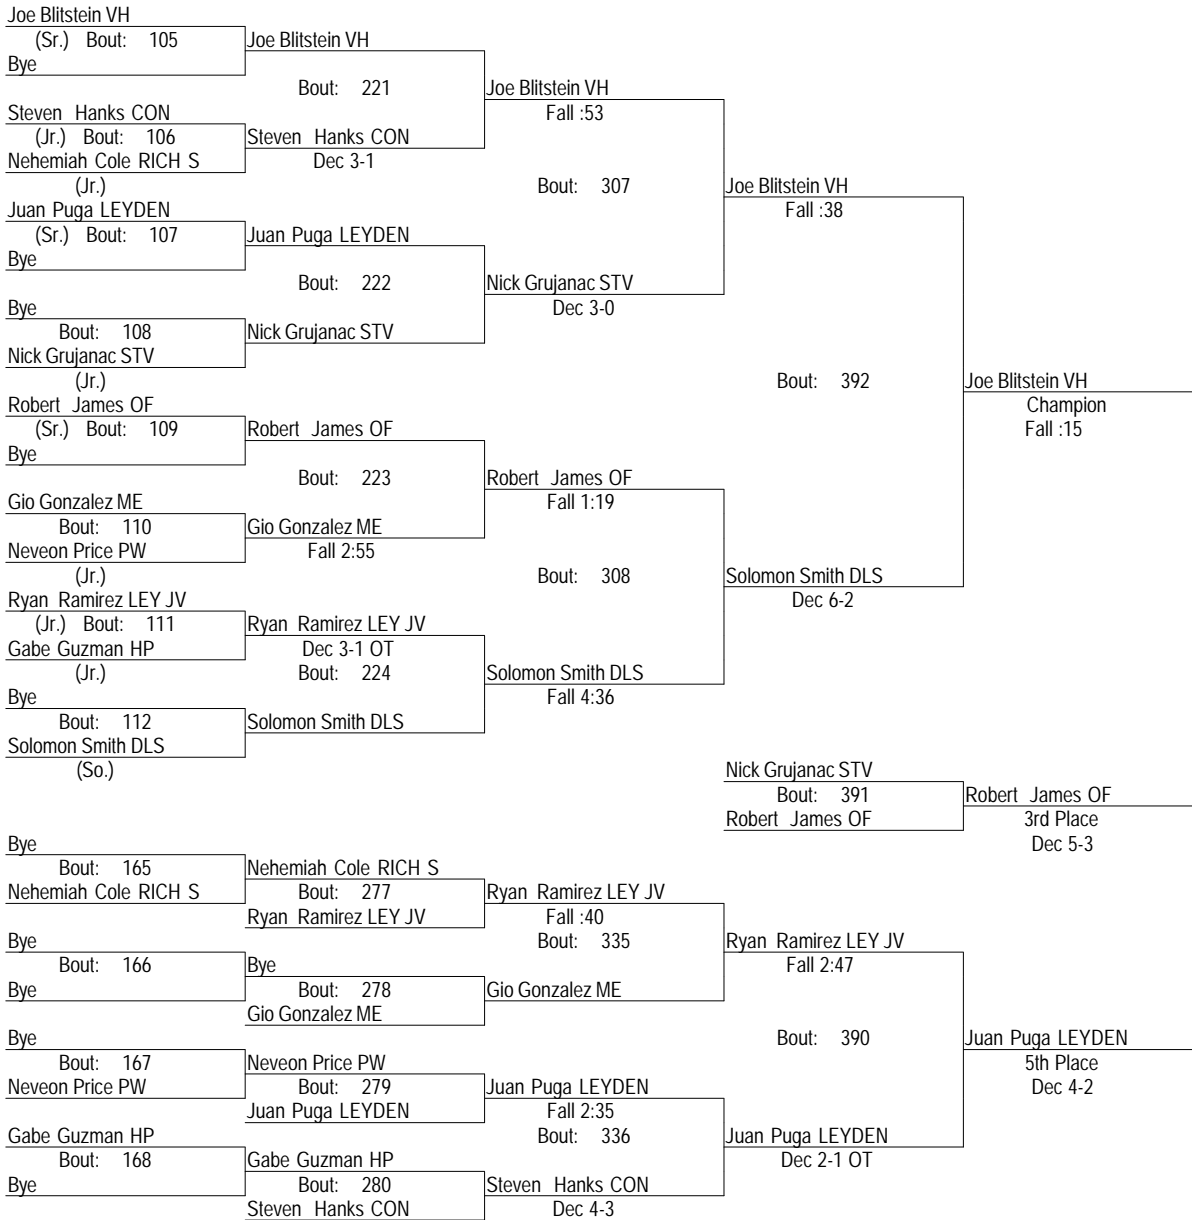 Joe Blitstein VH
(Sr.) Bout: 105
Joe Blitstein VH
Bye
Bout: 221
Joe Blitstein VH
Steven Hanks CON
Fall :53
(Jr.) Bout: 106
Steven Hanks CON
Nehemiah Cole RICH S
Dec 3-1
(Jr.)
Bout: 307
Joe Blitstein VH
Juan Puga LEYDEN
Fall :38
(Sr.) Bout: 107
Juan Puga LEYDEN
Bye
Bout: 222
Nick Grujanac STV
Bye
Dec 3-0
Bout: 108
Nick Grujanac STV
Nick Grujanac STV
(Jr.)
Bout: 392
Joe Blitstein VH
Robert James OF
Champion
(Sr.) Bout: 109
Robert James OF
Fall :15
Bye
Bout: 223
Robert James OF
Gio Gonzalez ME
Fall 1:19
Bout: 110
Gio Gonzalez ME
Neveon Price PW
Fall 2:55
(Jr.)
Bout: 308
Solomon Smith DLS
Ryan Ramirez LEY JV
Dec 6-2
(Jr.) Bout: 111
Ryan Ramirez LEY JV
Gabe Guzman HP
Dec 3-1 OT
(Jr.)
Bout: 224
Solomon Smith DLS
Bye
Fall 4:36
Bout: 112
Solomon Smith DLS
Solomon Smith DLS
(So.)
Nick Grujanac STV
Bout: 391
Robert James OF
Robert James OF
3rd Place
Dec 5-3
Bye
Bout: 165
Nehemiah Cole RICH S
Nehemiah Cole RICH S
Bout: 277
Ryan Ramirez LEY JV
Ryan Ramirez LEY JV
Fall :40
Bye
Bout: 335
Ryan Ramirez LEY JV
Bout: 166
Bye
Fall 2:47
Bye
Bout: 278
Gio Gonzalez ME
Gio Gonzalez ME
Bye
Bout: 390
Juan Puga LEYDEN
Bout: 167
Neveon Price PW
5th Place
Neveon Price PW
Bout: 279
Juan Puga LEYDEN
Dec 4-2
Juan Puga LEYDEN
Fall 2:35
Gabe Guzman HP
Bout: 336
Juan Puga LEYDEN
Bout: 168
Gabe Guzman HP
Dec 2-1 OT
Bye
Bout: 280
Steven Hanks CON
Steven Hanks CON
Dec 4-3